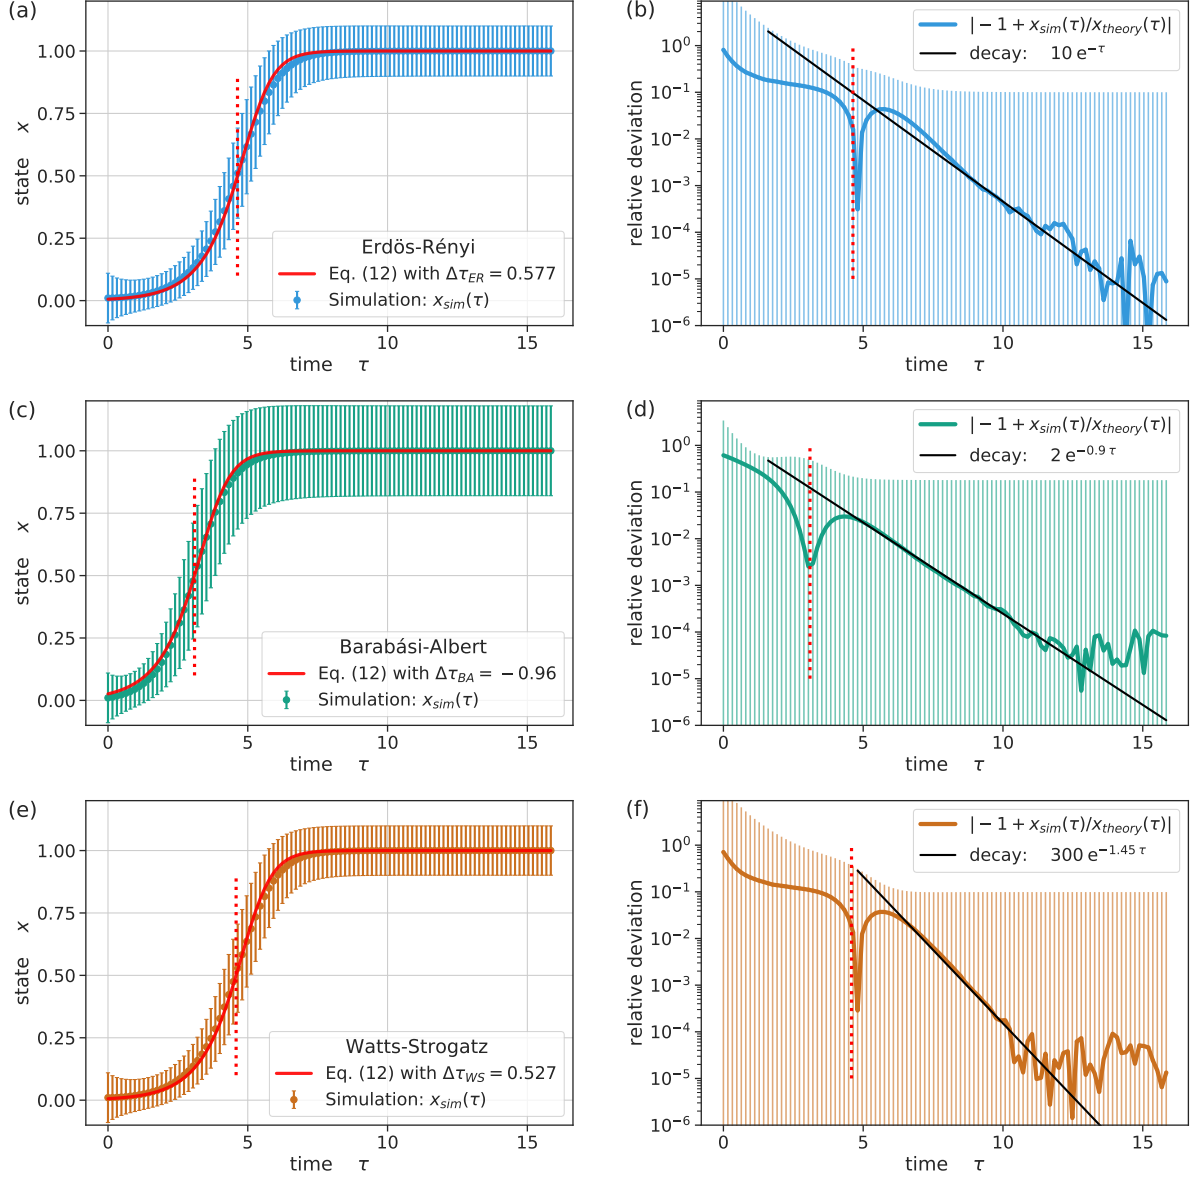 (a)
1.00
0.75
0.50
0.25
0.00
state x
0 5 10 15
time τ
Erdös-Rényi
Eq. (12) with Δτ_ER = 0.577
Simulation: x_sim(τ)
(b)
10^0
10^−1
10^−2
10^−3
10^−4
10^−5
10^−6
relative deviation
0 5 10 15
time τ
| − 1 + x_sim(τ)/x_theory(τ)|
decay: 10 e^−τ
(c)
1.00
0.75
0.50
0.25
0.00
state x
0 5 10 15
time τ
Barabási-Albert
Eq. (12) with Δτ_BA = − 0.96
Simulation: x_sim(τ)
(d)
10^0
10^−1
10^−2
10^−3
10^−4
10^−5
10^−6
relative deviation
0 5 10 15
time τ
| − 1 + x_sim(τ)/x_theory(τ)|
decay: 2 e^−0.9 τ
(e)
1.00
0.75
0.50
0.25
0.00
state x
0 5 10 15
time τ
Watts-Strogatz
Eq. (12) with Δτ_WS = 0.527
Simulation: x_sim(τ)
(f)
10^0
10^−1
10^−2
10^−3
10^−4
10^−5
10^−6
relative deviation
0 5 10 15
time τ
| − 1 + x_sim(τ)/x_theory(τ)|
decay: 300 e^−1.45 τ